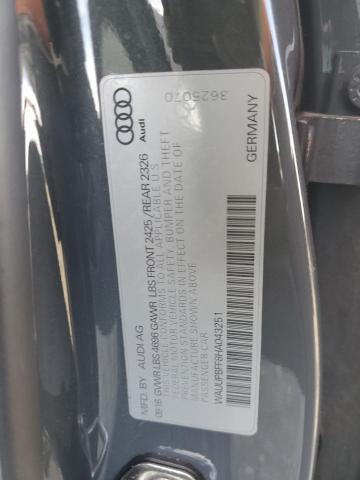 3625070
Audi
MFD. BY AUDI AG
09 16 GVWR LBS 4696 GAWR LBS FRONT 2425 /REAR 2326
THIS VEHICLE CONFORMS TO ALL APPLICABLE U.S.
FEDERAL MOTOR VEHICLE SAFETY, BUMPER AND THEFT
PREVENTION STANDARDS IN EFFECT ON THE DATE OF
MANUFACTURE SHOWN ABOVE
PASSENGER CAR
WAUUPBFF8HA043251 GERMANY